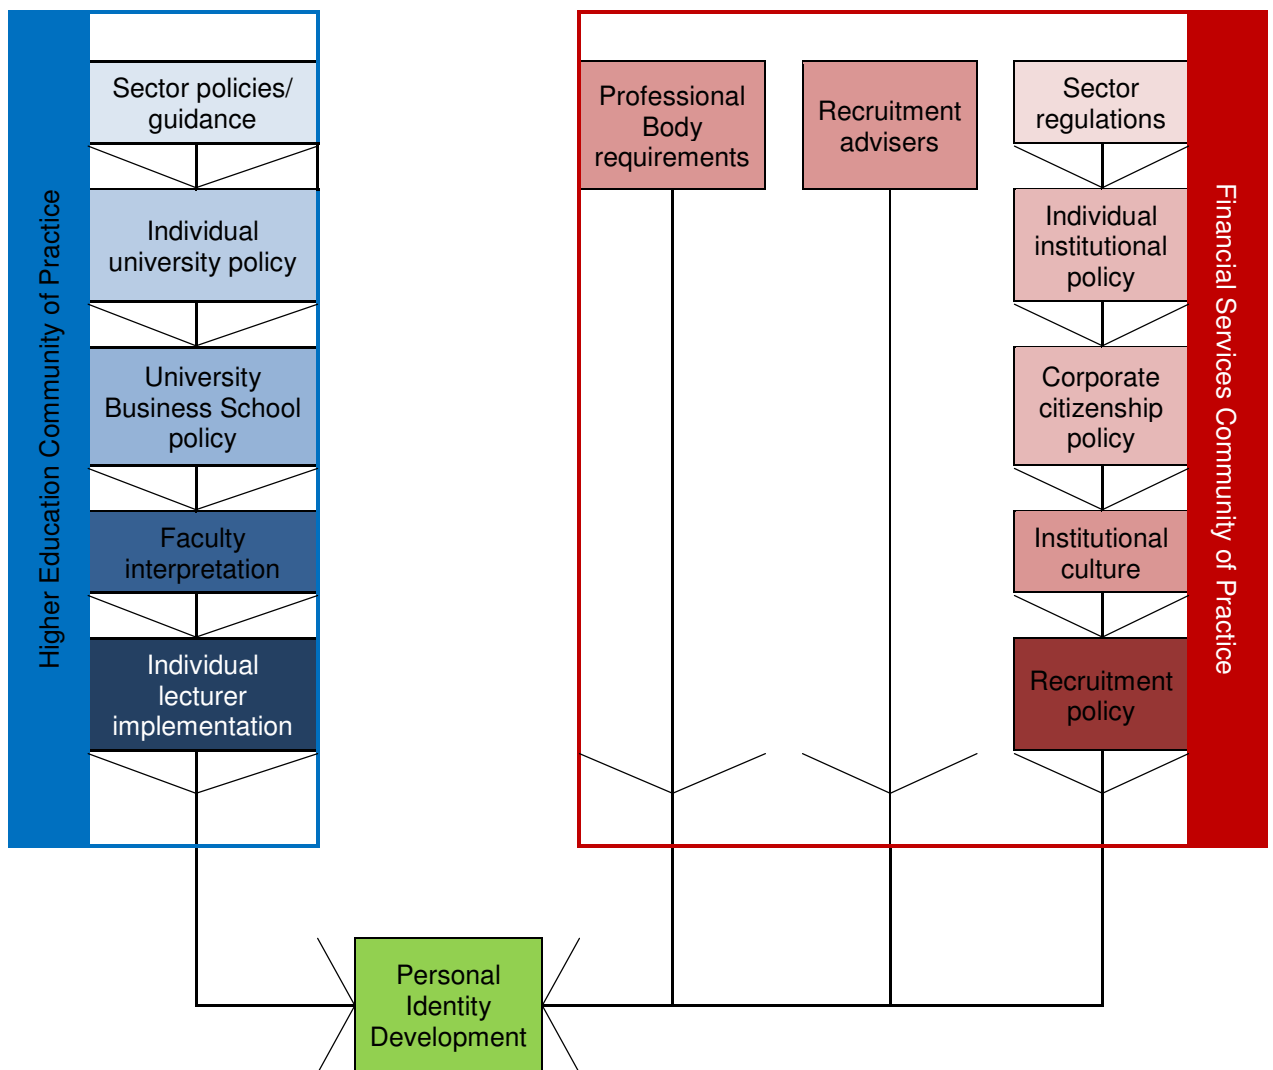 Higher Education Community of Practice
Sector policies/
guidance
Individual
university policy
University
Business School
policy
Faculty
interpretation
Individual
lecturer
implementation
Professional
Body
requirements
Recruitment
advisers
Sector
regulations
Individual
institutional
policy
Corporate
citizenship
policy
Institutional
culture
Recruitment
policy
Financial Services Community of Practice
Personal
Identity
Development